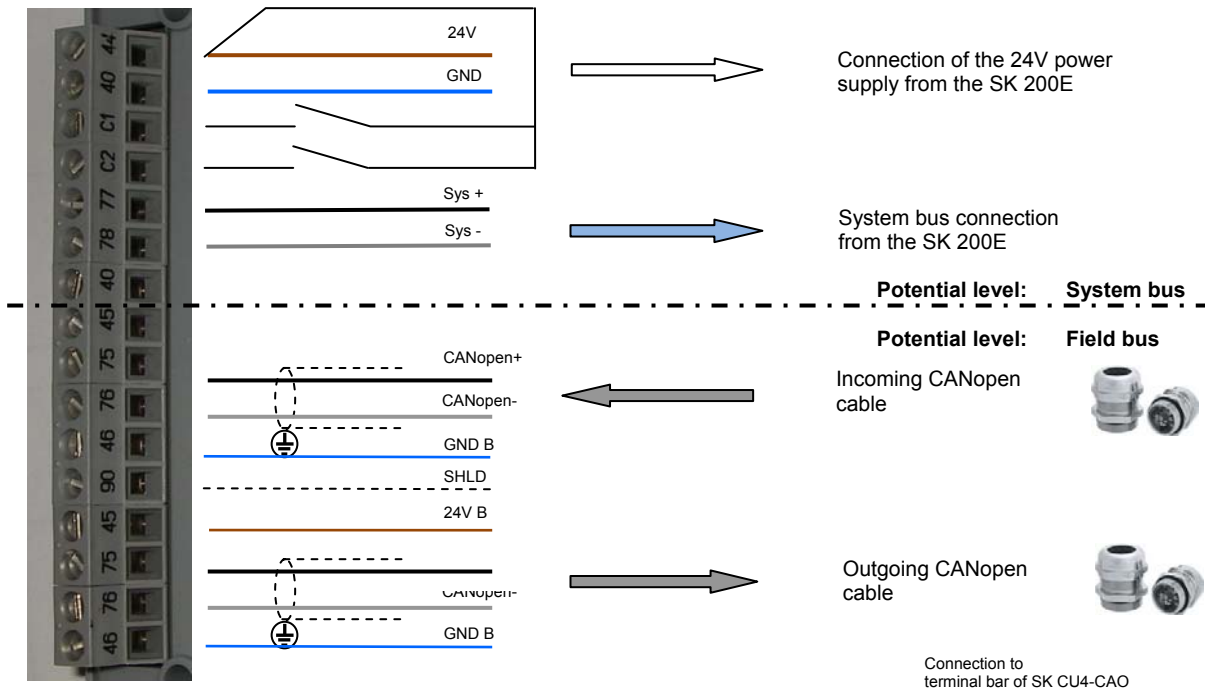 44
40
C1
C2
77
78
40
45
75
76
46
90
45
75
76
46
24V
GND
Connection of the 24V power
supply from the SK 200E
Sys +
Sys -
System bus connection
from the SK 200E
Potential level: System bus
Potential level: Field bus
CANopen+
CANopen-
GND B
SHLD
24V B
Incoming CANopen
cable
CANopen-
GND B
Outgoing CANopen
cable
Connection to
terminal bar of SK CU4-CAO